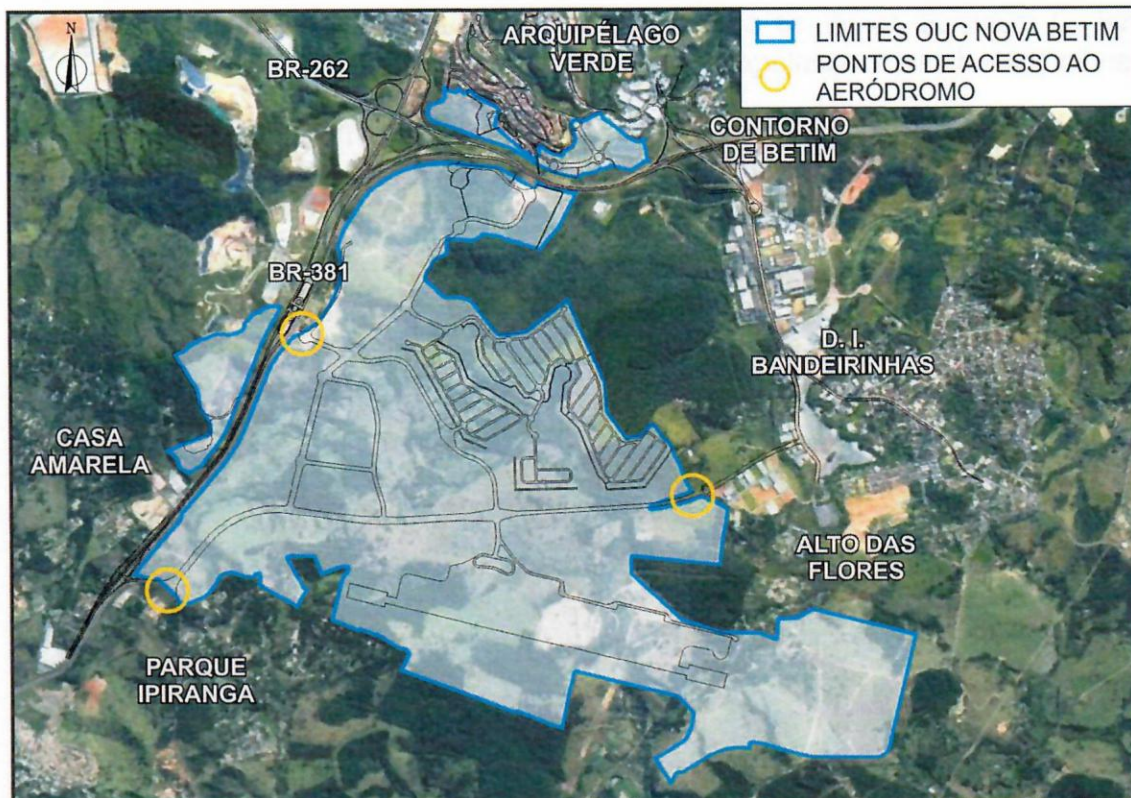 N
BR-262
ARQUIPÉLAGO
VERDE
LIMITES OUC NOVA BETIM
PONTOS DE ACESSO AO
AERÓDROMO
CONTORNO
DE BETIM
BR-381
D. I.
BANDEIRINHAS
CASA
AMARELA
ALTO DAS
FLORES
PARQUE
IPIRANGA